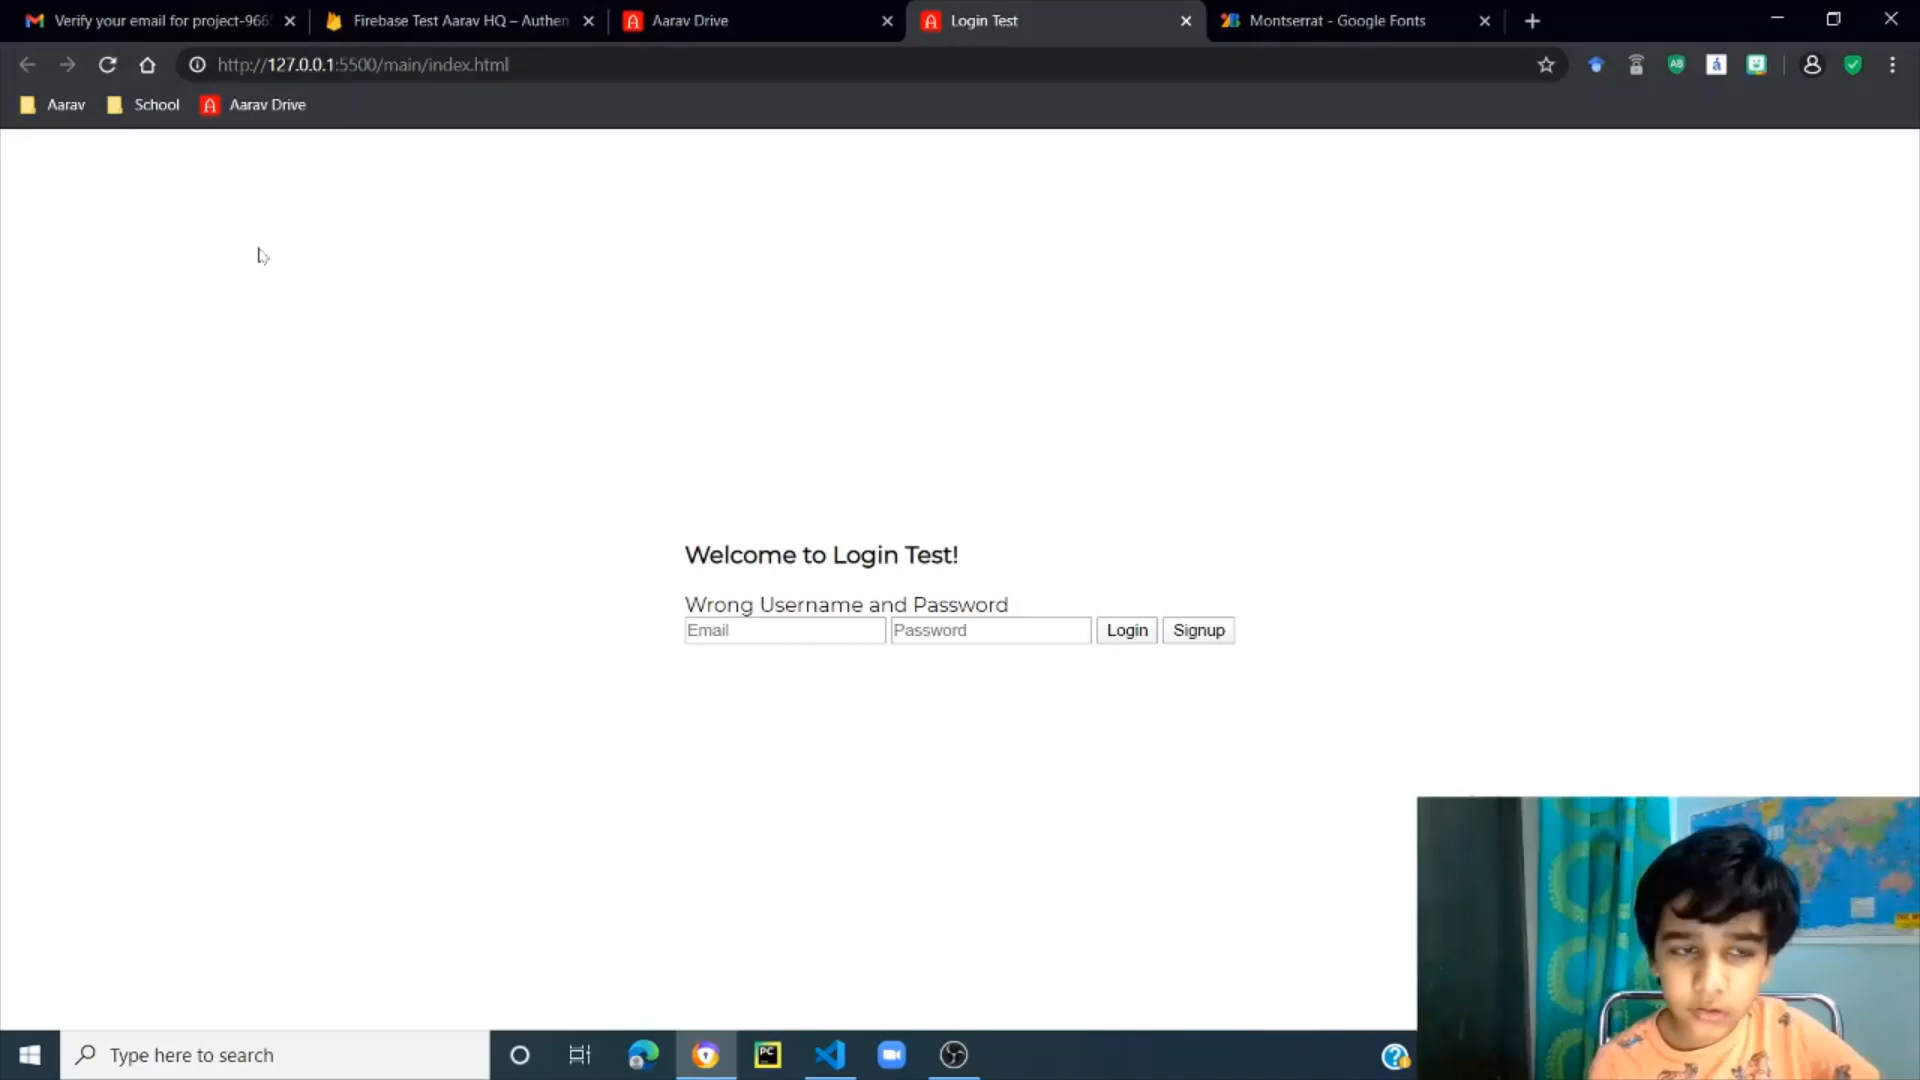 Verify your email for project-966
Firebase Test Aarav HQ – Authen
Aarav Drive
Login Test
Montserrat - Google Fonts
http://127.0.0.1:5500/main/index.html
Aarav
School
Aarav Drive
Welcome to Login Test!
Wrong Username and Password
Email
Password
Login
Signup
Type here to search